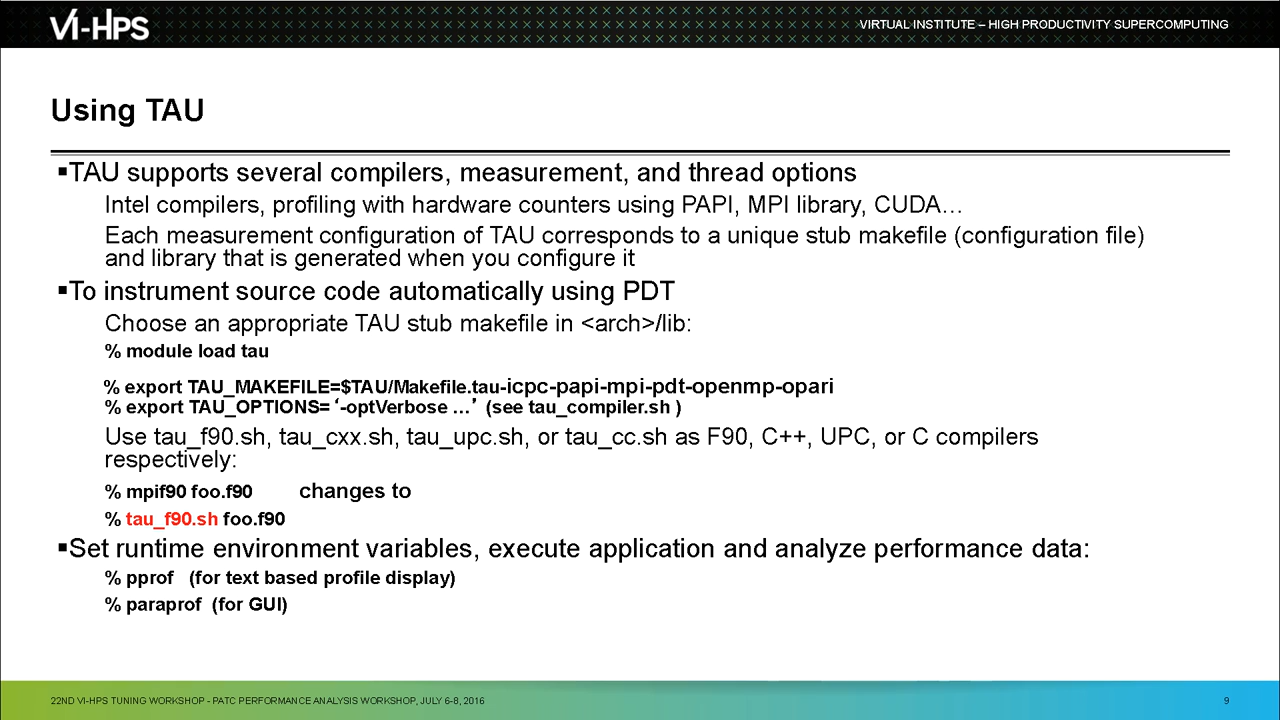 VI-HPS
VIRTUAL INSTITUTE – HIGH PRODUCTIVITY SUPERCOMPUTING
Using TAU
▪TAU supports several compilers, measurement, and thread options
Intel compilers, profiling with hardware counters using PAPI, MPI library, CUDA…
Each measurement configuration of TAU corresponds to a unique stub makefile (configuration file)
and library that is generated when you configure it
▪To instrument source code automatically using PDT
Choose an appropriate TAU stub makefile in <arch>/lib:
% module load tau
% export TAU_MAKEFILE=$TAU/Makefile.tau-icpc-papi-mpi-pdt-openmp-opari
% export TAU_OPTIONS= ‘-optVerbose …’ (see tau_compiler.sh )
Use tau_f90.sh, tau_cxx.sh, tau_upc.sh, or tau_cc.sh as F90, C++, UPC, or C compilers
respectively:
% mpif90 foo.f90 changes to
% tau_f90.sh foo.f90
▪Set runtime environment variables, execute application and analyze performance data:
% pprof (for text based profile display)
% paraprof (for GUI)
22ND VI-HPS TUNING WORKSHOP - PATC PERFORMANCE ANALYSIS WORKSHOP, JULY 6-8, 2016
9